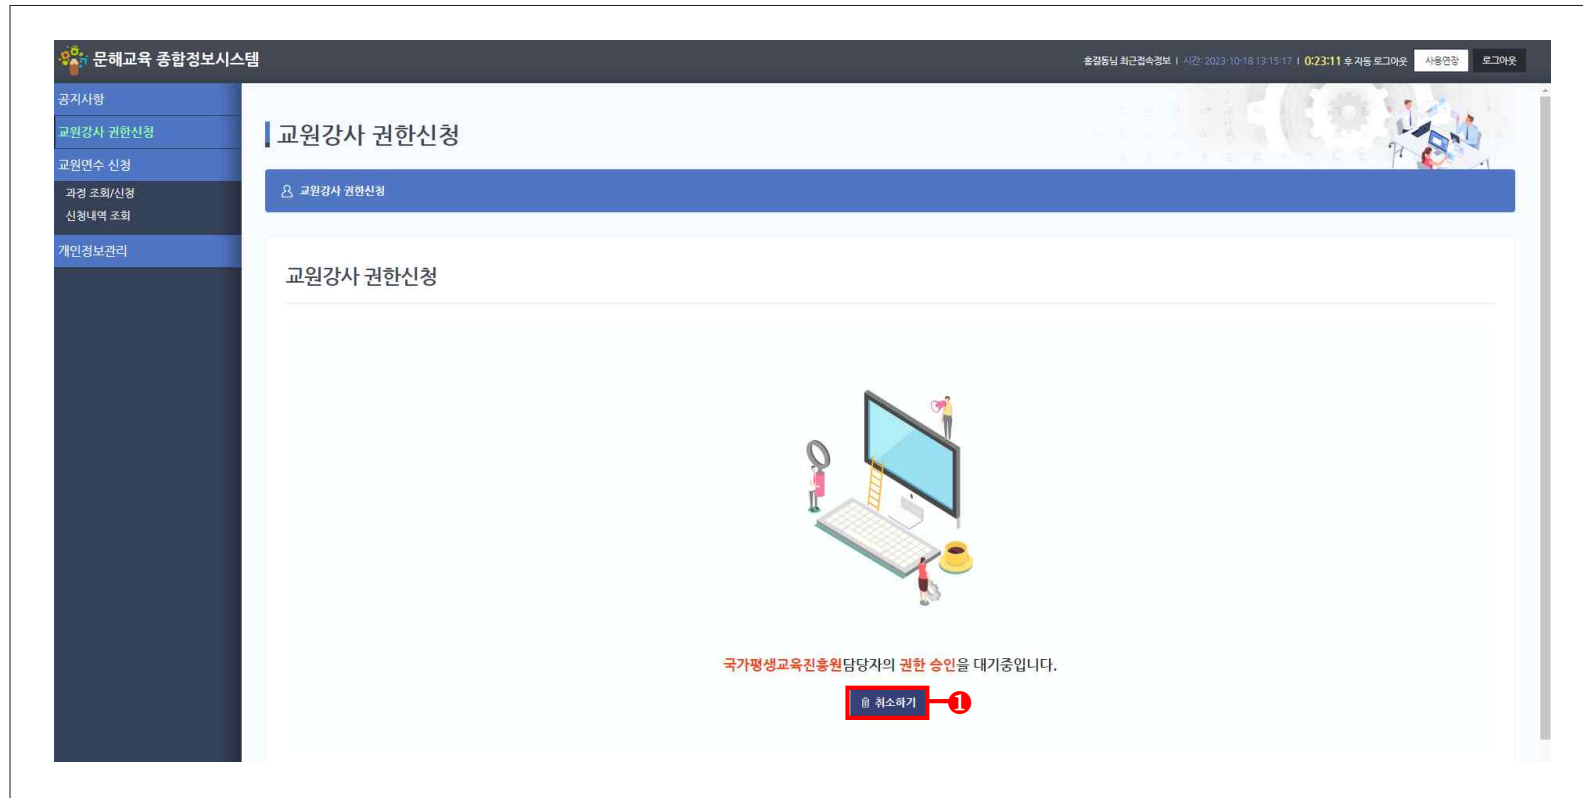 문해교육 종합정보시스템
홍길동님 최근접속정보 | 시간: 2023-10-18 13:15:17 | 0:23:11 후 자동 로그아웃 사용연장 로그아웃
공지사항
교원강사 권한신청
교원연수 신청
과정 조회/신청
신청내역 조회
개인정보관리
교원강사 권한신청
교원강사 권한신청
교원강사 권한신청
국가평생교육진흥원담당자의 권한 승인을 대기중입니다.
취소하기 1